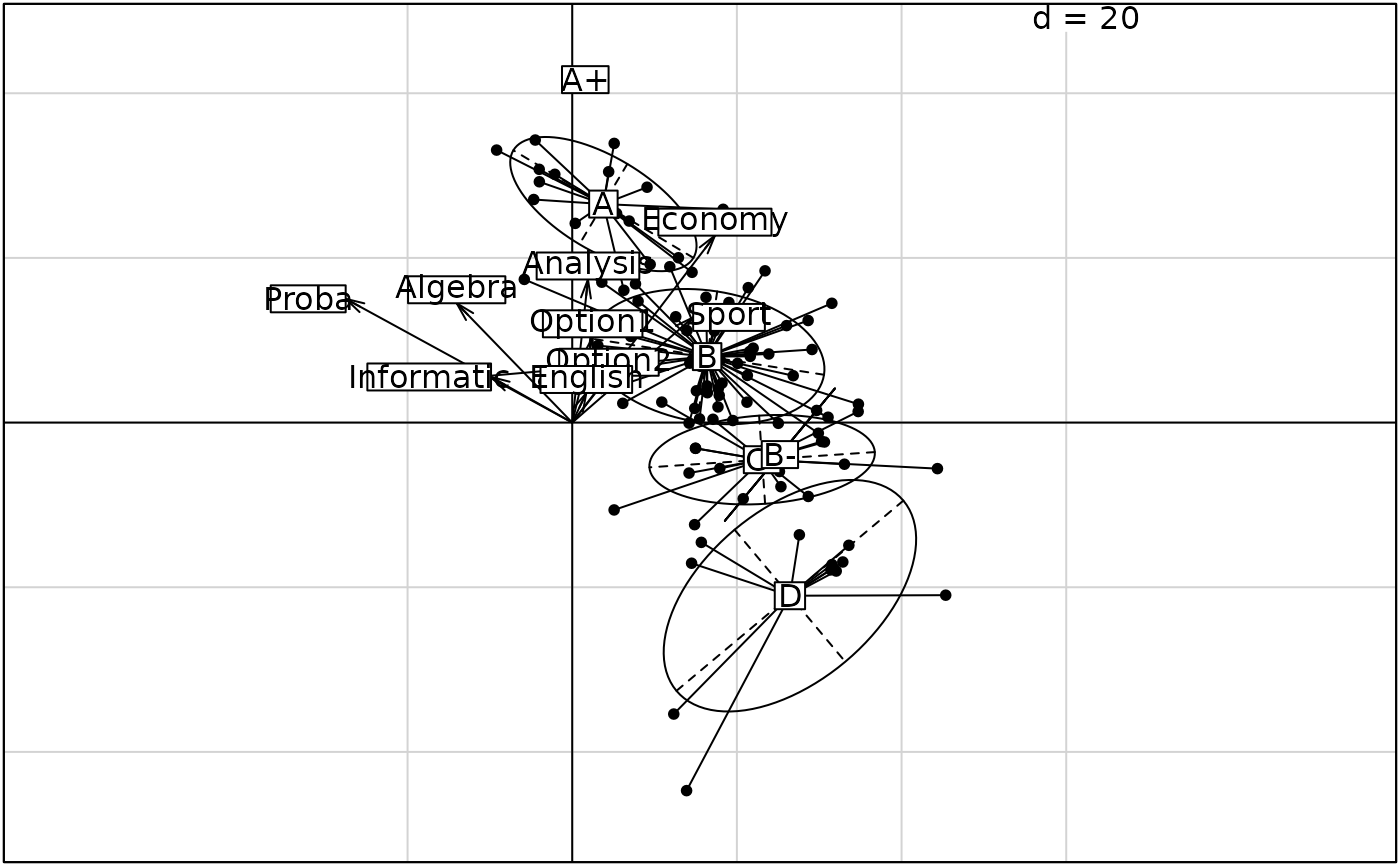 d = 20
A+
A
Economy
Analysis
Algebra
Proba
Sport
Option1
B
Option2
Informatic
English
C
B-
D